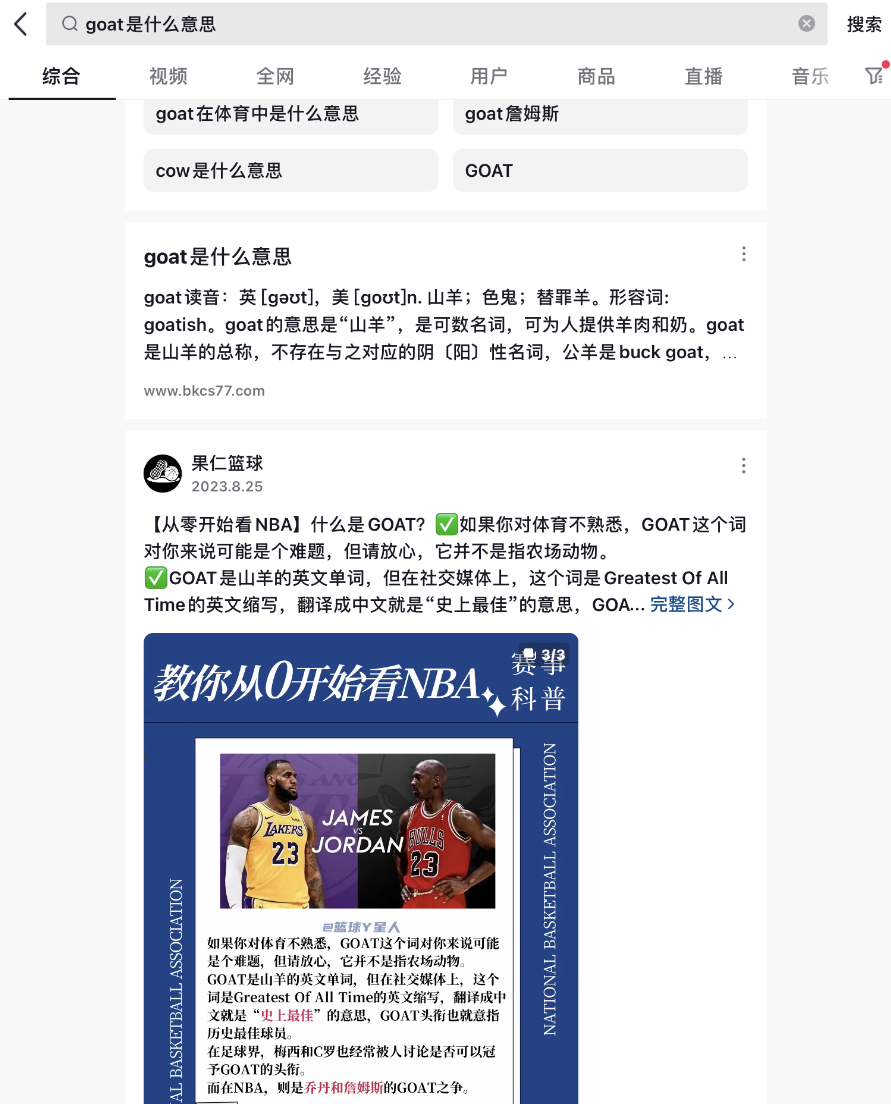 goat是什么意思
搜索
综合 视频 全网 经验 用户 商品 直播 音乐
goat在体育中是什么意思
goat詹姆斯
cow是什么意思
GOAT
goat是什么意思
goat读音：英 [ɡəʊt]，美 [ɡoʊt]n. 山羊；色鬼；替罪羊。形容词:
goatish。goat的意思是“山羊”，是可数名词，可为人提供羊肉和奶。goat
是山羊的总称，不存在与之对应的阴〔阳〕性名词，公羊是buck goat，…
www.bkcs77.com
果仁篮球
2023.8.25
【从零开始看NBA】什么是GOAT？✅如果你对体育不熟悉，GOAT这个词
对你来说可能是个难题，但请放心，它并不是指农场动物。
✅GOAT是山羊的英文单词，但在社交媒体上，这个词是Greatest Of All
Time的英文缩写，翻译成中文就是“史上最佳”的意思，GOA... 完整图文
3/3
教你从0开始看NBA
赛事
科普
JAMES
VS
JORDAN
LAKERS
23
BULLS
23
@篮球Y星人
如果你对体育不熟悉，GOAT这个词对你来说可能
是个难题，但请放心，它并不是指农场动物。
GOAT是山羊的英文单词，但在社交媒体上，这个
词是Greatest Of All Time的英文缩写，翻译成中
文就是“史上最佳”的意思，GOAT头衔也就意指
历史最佳球员。
在足球界，梅西和C罗也经常被人讨论是否可以冠
予GOAT的头衔。
而在NBA，则是乔丹和詹姆斯的GOAT之争。
NATIONAL BASKETBALL ASSOCIATION
AL BASKETBALL ASSOCIATION